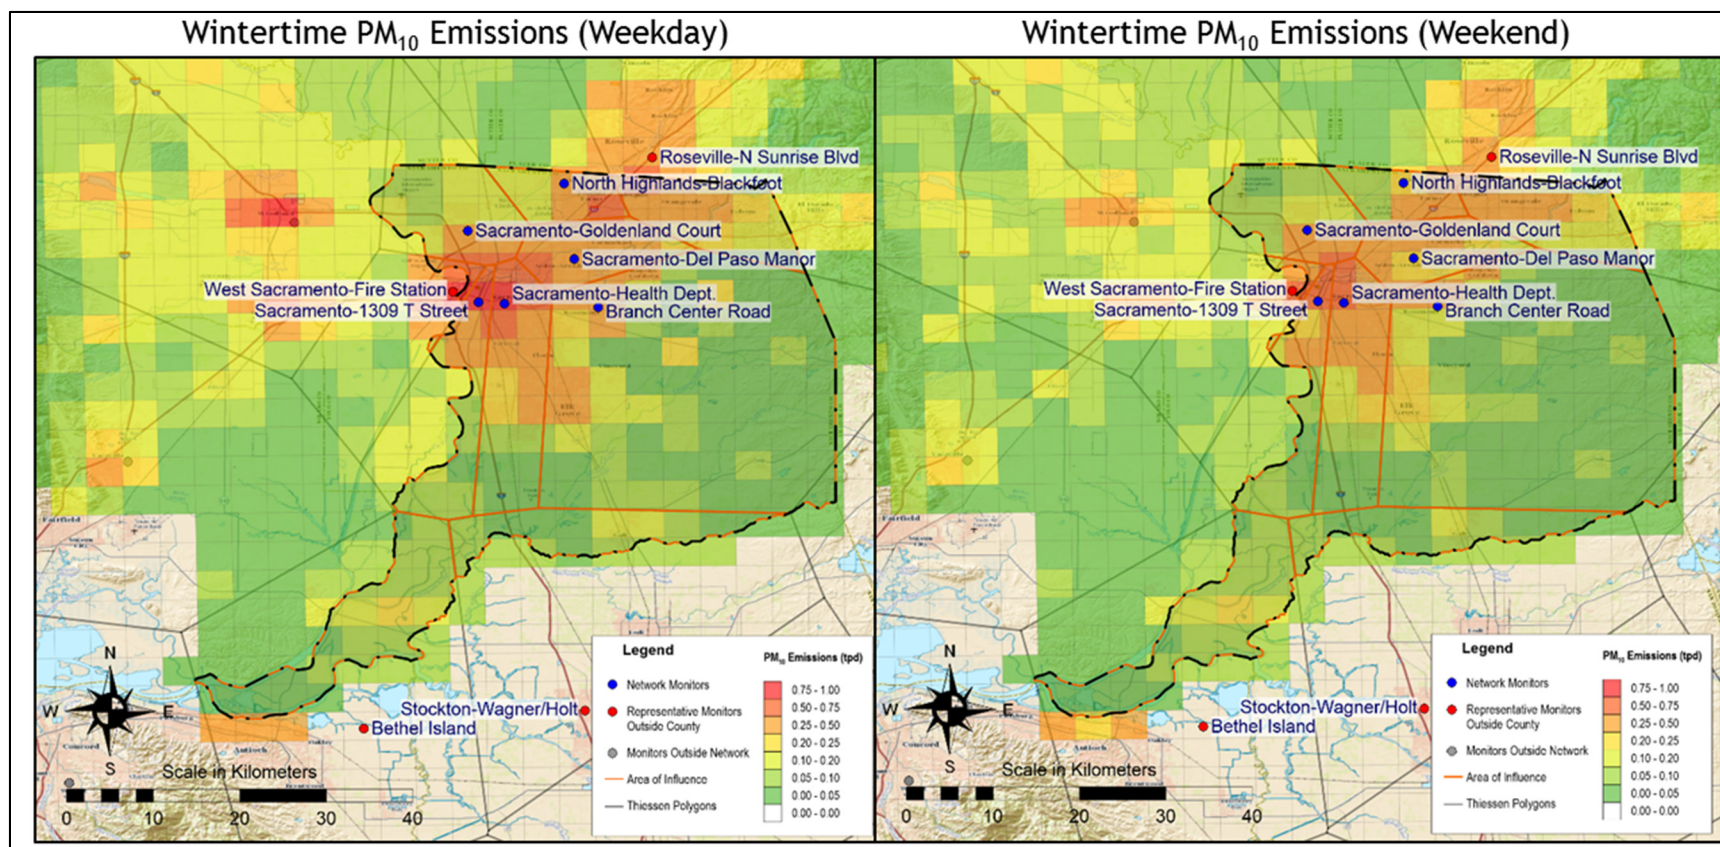 Wintertime PM10 Emissions (Weekday)
Roseville-N Sunrise Blvd
North Highlands-Blackfoot
Sacramento-Goldenland Court
Sacramento-Del Paso Manor
West Sacramento-Fire Station
Sacramento-Health Dept.
Sacramento-1309 T Street
Branch Center Road
Fairfield
Roseville
Stockton-Wagner/Holt
Bethel Island
Concord
Antioch
N
W
E
S
Scale in Kilometers
0 10 20 30 40
Legend
Network Monitors
Representative Monitors
Outside County
Monitors Outside Network
Area of Influence
Thiessen Polygons
PM10 Emissions (tpd)
0.75 - 1.00
0.50 - 0.75
0.25 - 0.50
0.20 - 0.25
0.10 - 0.20
0.05 - 0.10
0.00 - 0.05
0.00 - 0.00
Wintertime PM10 Emissions (Weekend)
Roseville-N Sunrise Blvd
North Highlands-Blackfoot
Sacramento-Goldenland Court
Sacramento-Del Paso Manor
West Sacramento-Fire Station
Sacramento-Health Dept.
Sacramento-1309 T Street
Branch Center Road
Fairfield
Roseville
Stockton-Wagner/Holt
Bethel Island
Concord
Antioch
N
W
E
S
Scale in Kilometers
0 10 20 30 40
Legend
Network Monitors
Representative Monitors
Outside County
Monitors Outside Network
Area of Influence
Thiessen Polygons
PM10 Emissions (tpd)
0.75 - 1.00
0.50 - 0.75
0.25 - 0.50
0.20 - 0.25
0.10 - 0.20
0.05 - 0.10
0.00 - 0.05
0.00 - 0.00